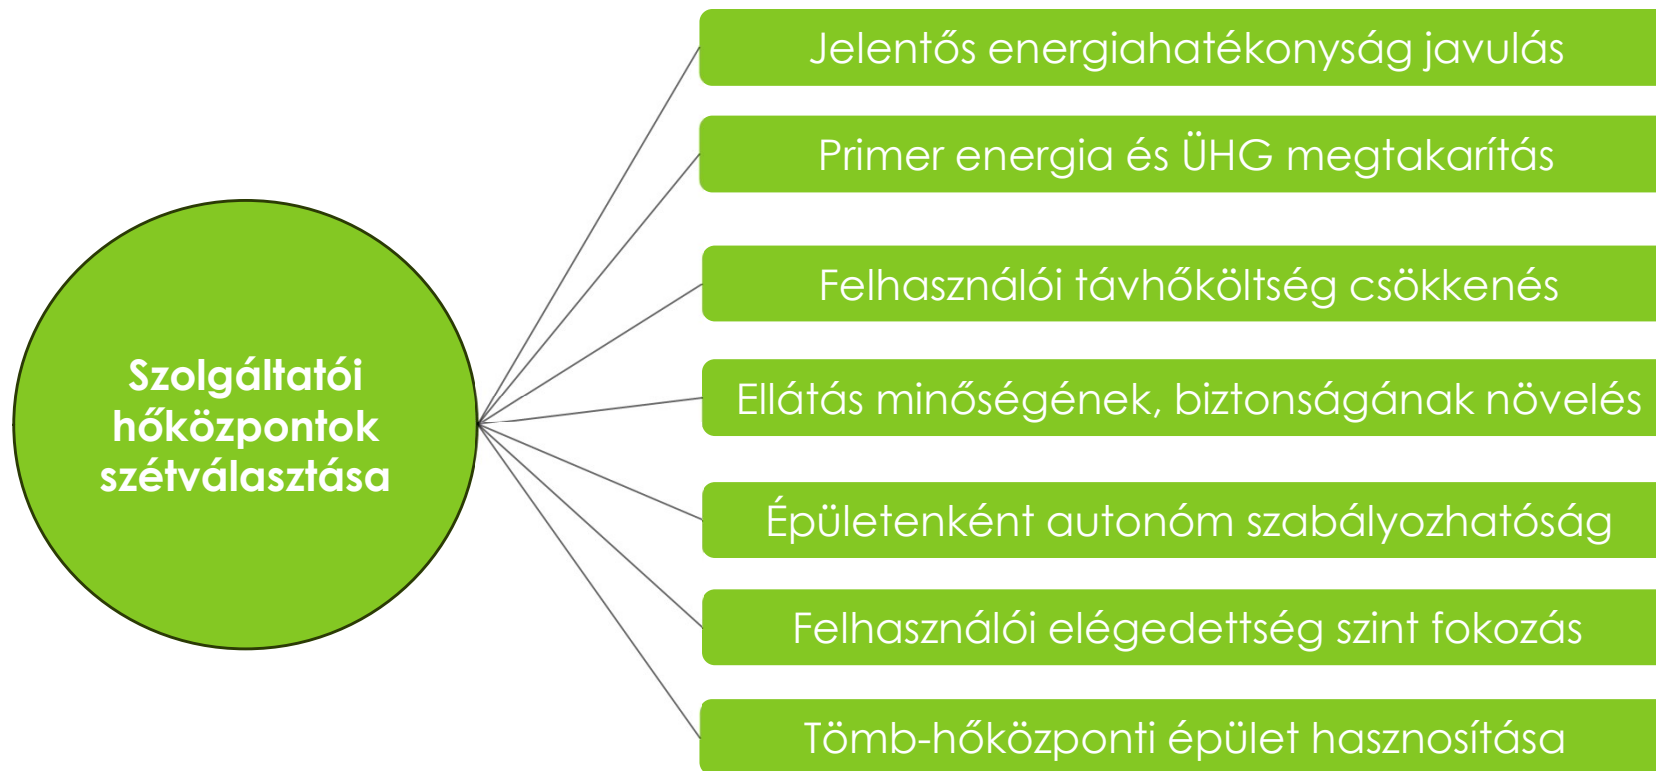 Szolgáltatói
hőközpontok
szétválasztása
Jelentős energiahatékonyság javulás
Primer energia és ÜHG megtakarítás
Felhasználói távhőköltség csökkenés
Ellátás minőségének, biztonságának növelés
Épületenként autonóm szabályozhatóság
Felhasználói elégedettség szint fokozás
Tömb-hőközponti épület hasznosítása